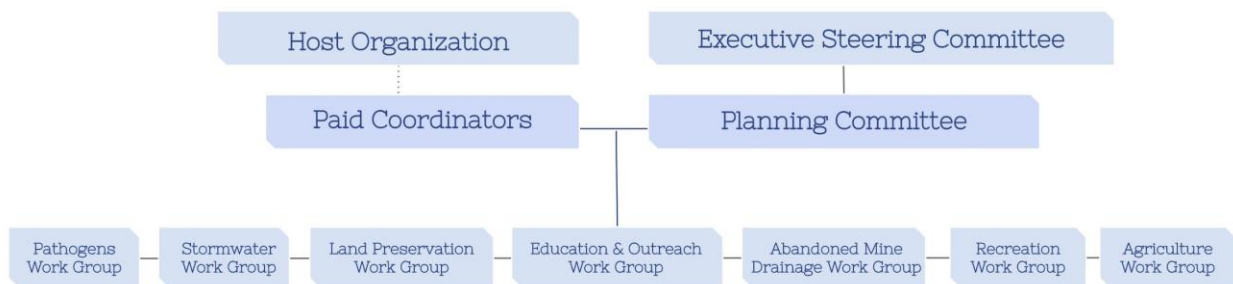 Host Organization
Executive Steering Committee
Paid Coordinators
Planning Committee
Pathogens
Work Group
Stormwater
Work Group
Land Preservation
Work Group
Education & Outreach
Work Group
Abandoned Mine
Drainage Work Group
Recreation
Work Group
Agriculture
Work Group